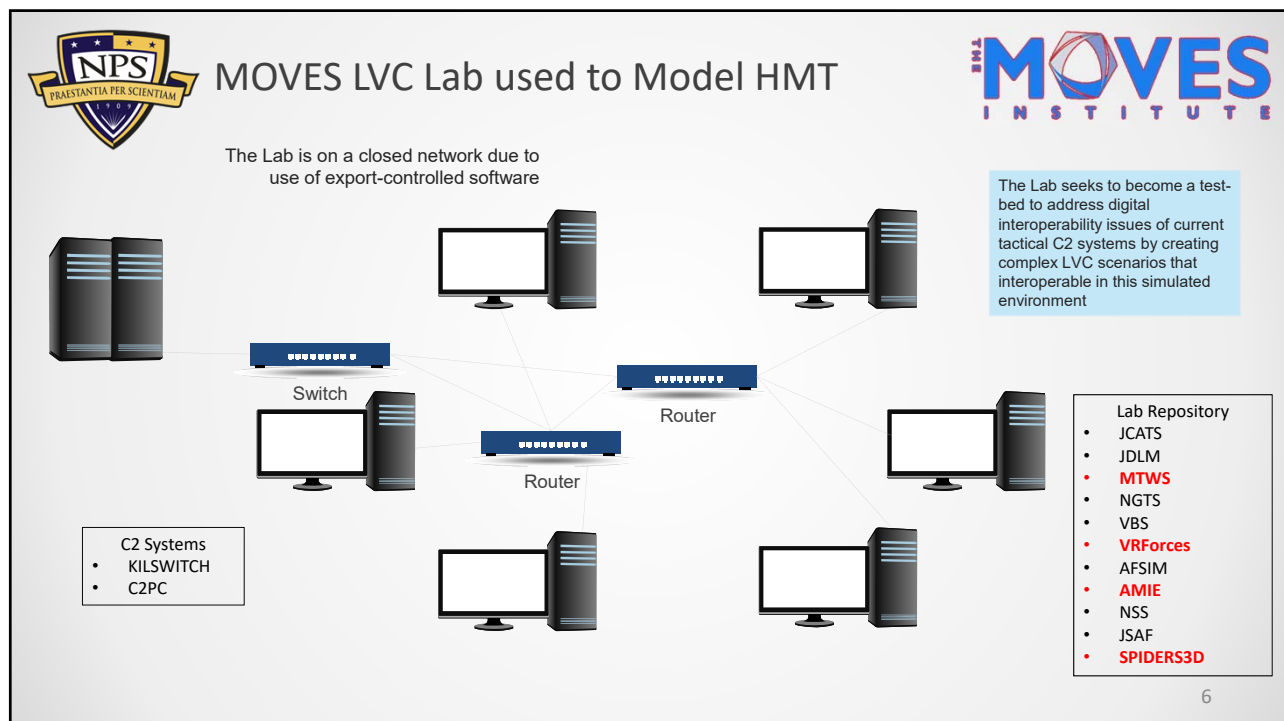 NPS
PRAESTANTIA PER SCIENTIAM
1909
MOVES LVC Lab used to Model HMT
THE
MOVES
INSTITUTE
The Lab is on a closed network due to
use of export-controlled software
The Lab seeks to become a test-
bed to address digital
interoperability issues of current
tactical C2 systems by creating
complex LVC scenarios that
interoperable in this simulated
environment
Switch
Router
Router
C2 Systems
• KILSWITCH
• C2PC
Lab Repository
• JCATS
• JDLM
• MTWS
• NGTS
• VBS
• VRForces
• AFSIM
• AMIE
• NSS
• JSAF
• SPIDERS3D
6